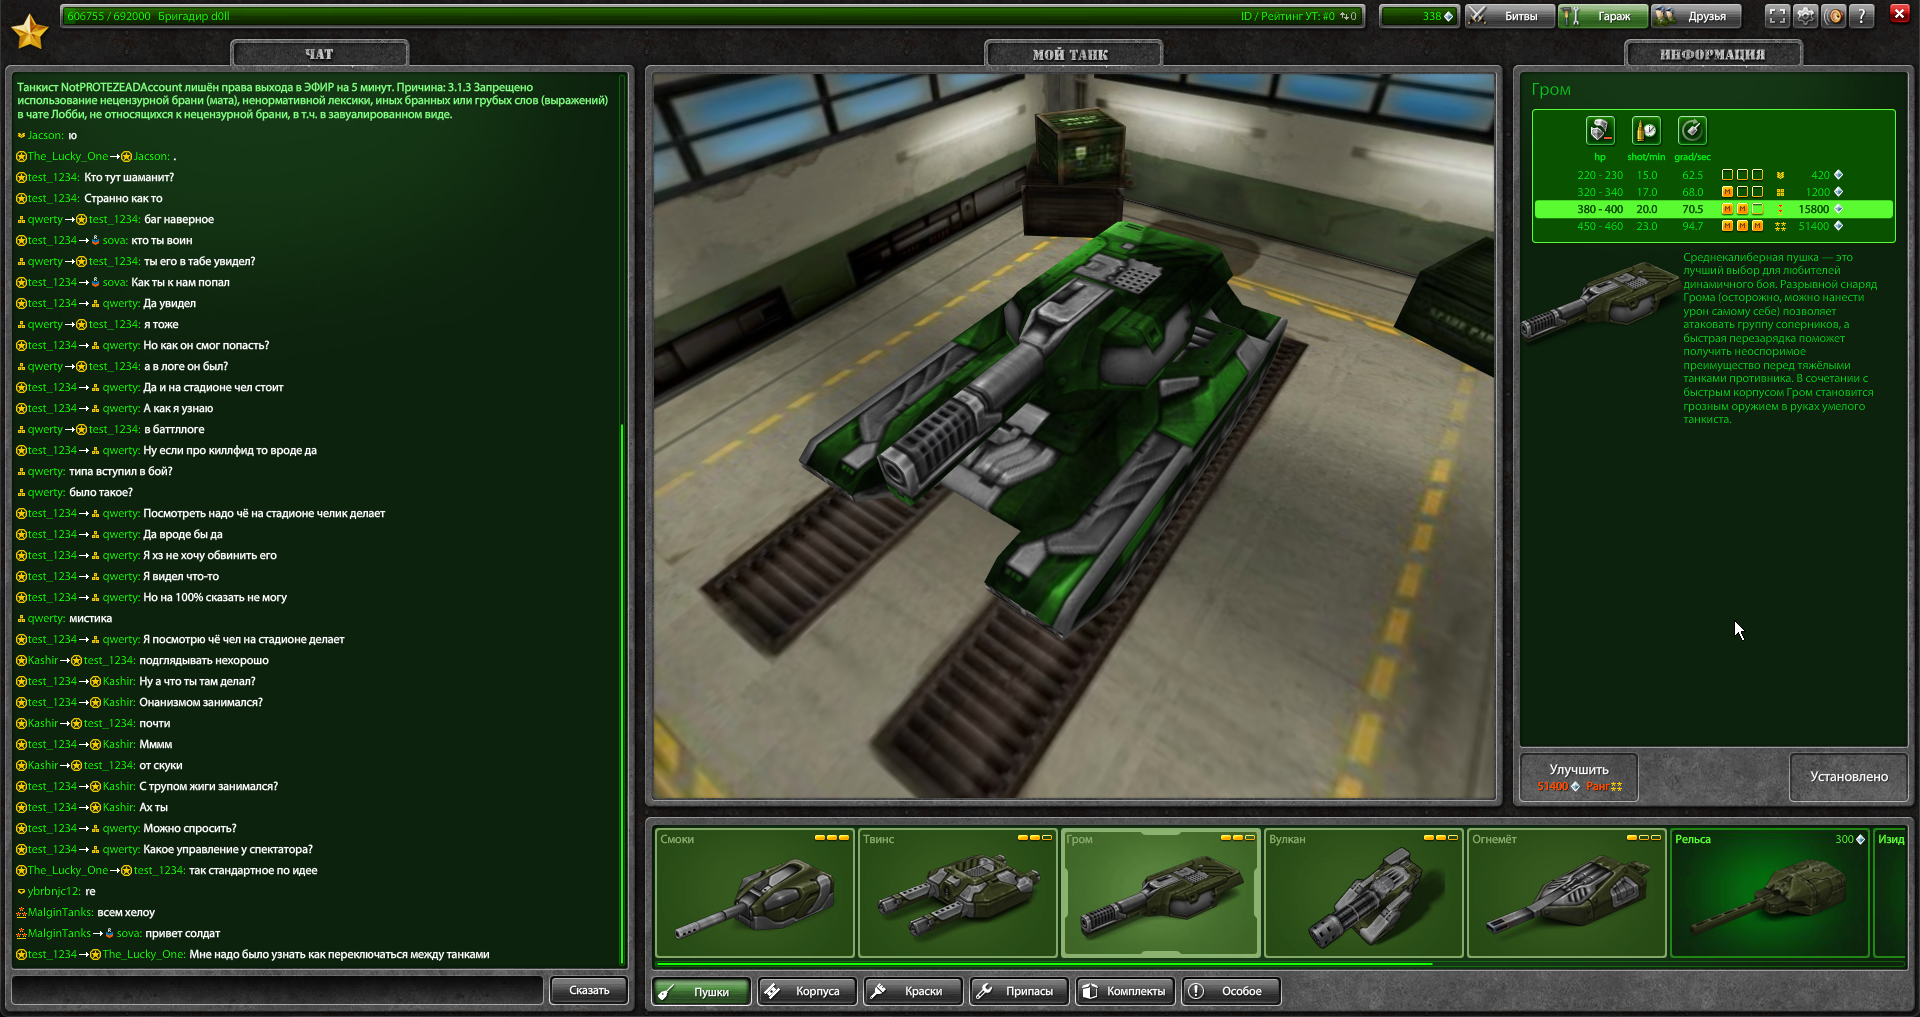 606755 / 692000 Бригадир d0ll
ID / Рейтинг УТ: #0 ⇅0
338
Битвы
Гараж
Друзья
?
ЧАТ
Танкист NotPROTEZEADAccount лишён права выхода в ЭФИР на 5 минут. Причина: 3.1.3 Запрещено
использование нецензурной брани (мата), ненормативной лексики, иных бранных или грубых слов (выражений)
в чате Лобби, не относящихся к нецензурной брани, в т.ч. в завуалированном виде.
Jacson: ю
The_Lucky_One→Jacson: .
test_1234: Кто тут шаманит?
test_1234: Странно как то
qwerty→test_1234: баг наверное
test_1234→sova: кто ты воин
qwerty→test_1234: ты его в табе увидел?
test_1234→sova: Как ты к нам попал
test_1234→qwerty: Да увидел
qwerty→test_1234: я тоже
test_1234→qwerty: Но как он смог попасть?
qwerty→test_1234: а в логе он был?
test_1234→qwerty: Да и на стадионе чел стоит
test_1234→qwerty: А как я узнаю
qwerty→test_1234: в баттллоге
test_1234→qwerty: Ну если про киллфид то вроде да
qwerty: типа вступил в бой?
qwerty: было такое?
test_1234→qwerty: Посмотреть надо чё на стадионе челик делает
test_1234→qwerty: Да вроде бы да
test_1234→qwerty: Я хз не хочу обвинить его
test_1234→qwerty: Я видел что-то
test_1234→qwerty: Но на 100% сказать не могу
qwerty: мистика
test_1234→qwerty: Я посмотрю чё чел на стадионе делает
Kashir→test_1234: подглядывать нехорошо
test_1234→Kashir: Ну а что ты там делал?
test_1234→Kashir: Онанизмом занимался?
Kashir→test_1234: почти
test_1234→Kashir: Мммм
Kashir→test_1234: от скуки
test_1234→Kashir: С трупом жиги занимался?
test_1234→Kashir: Ах ты
test_1234→qwerty: Можно спросить?
test_1234→qwerty: Какое управление у спектатора?
The_Lucky_One→test_1234: так стандартное по идее
ybrbnjc12: re
MalginTanks: всем хелоу
MalginTanks→sova: привет солдат
test_1234→The_Lucky_One: Мне надо было узнать как переключаться между танками
Сказать
МОЙ ТАНК
ИНФОРМАЦИЯ
Гром
hp shot/min grad/sec
220 - 230 15.0 62.5 420
320 - 340 17.0 68.0 M 1200
380 - 400 20.0 70.5 M M 15800
450 - 460 23.0 94.7 M M M 51400
Среднекалиберная пушка — это
лучший выбор для любителей
динамичного боя. Разрывной снаряд
Грома (осторожно, можно нанести
урон самому себе) позволяет
атаковать группу соперников, а
быстрая перезарядка поможет
получить неоспоримое
преимущество перед тяжёлыми
танками противника. В сочетании с
быстрым корпусом Гром становится
грозным оружием в руках умелого
танкиста.
Улучшить
51400 Ранг
Установлено
Смоки
Твинс
Гром
Вулкан
Огнемёт
Рельса 300
Изид
Пушки
Корпуса
Краски
Припасы
Комплекты
Особое